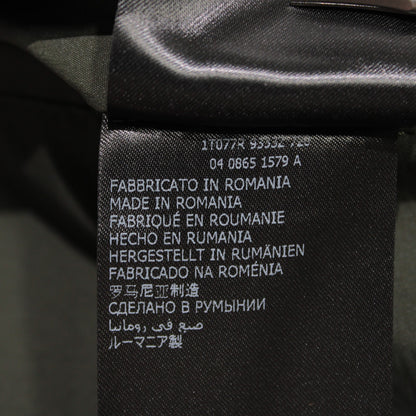 1T077R 93332
04 0865 1579 A
FABBRICATO IN ROMANIA
MADE IN ROMANIA
FABRIQUÉ EN ROUMANIE
HECHO EN RUMANIA
HERGESTELLT IN RUMÄNIEN
FABRICADO NA ROMÉNIA
罗马尼亚制造
СДЕЛАНО В РУМЫНИИ
صنع في رومانيا
ルーマニア製